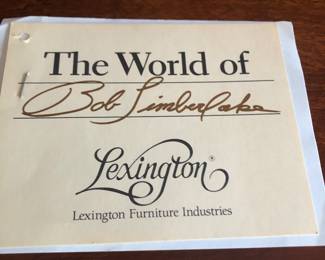 The World of
Bob Timberlake
Lexington®
Lexington Furniture Industries